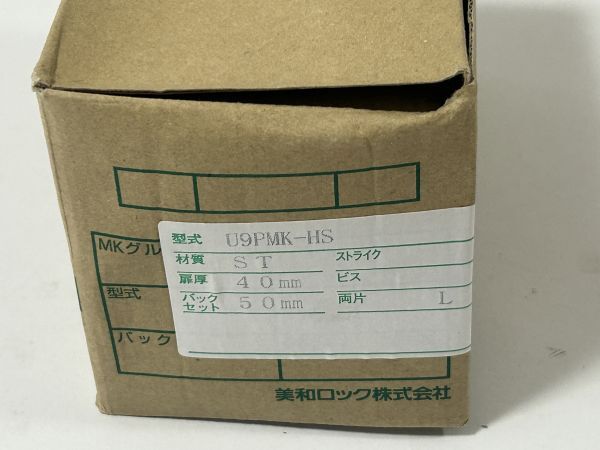 型式 U9PMK-HS
MKグル
材質 ST ストライク
扉厚 40mm ビス
型式
バックセット 50mm 両片 L
バック
美和ロック株式会社